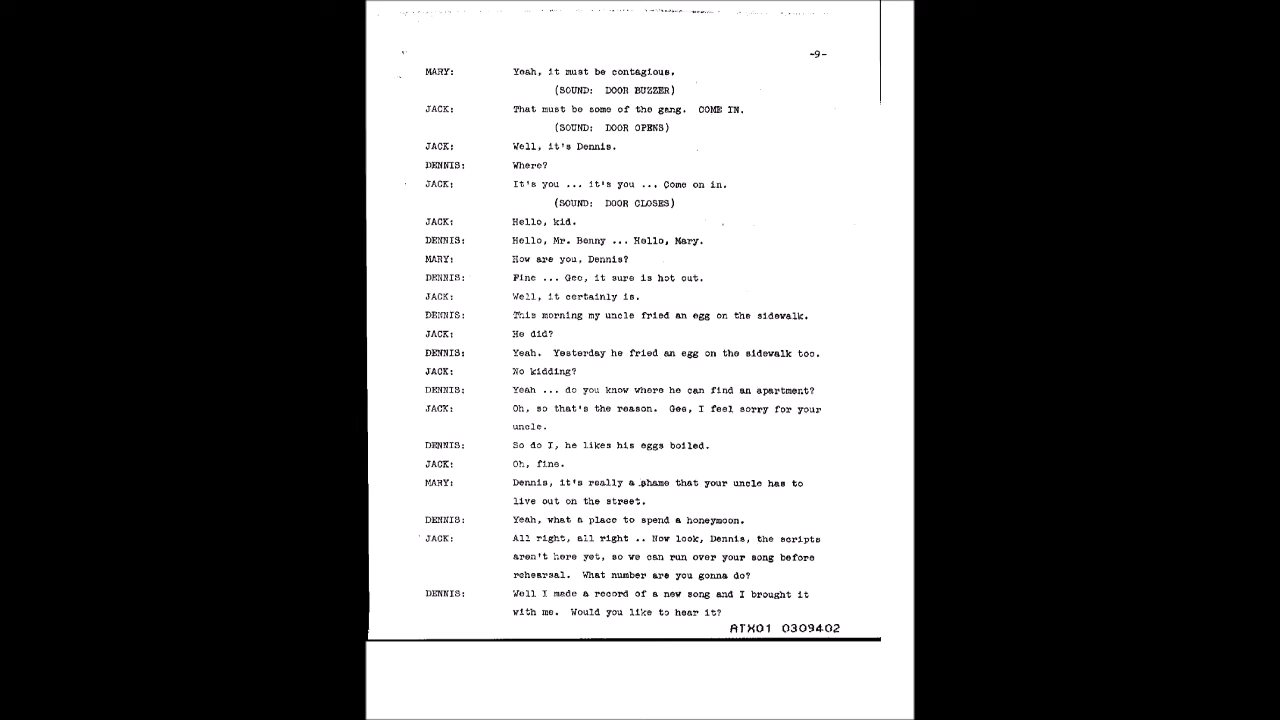 -9-
MARY: Yeah, it must be contagious.
(SOUND: DOOR BUZZER)
JACK: That must be some of the gang. COME IN.
(SOUND: DOOR OPENS)
JACK: Well, it's Dennis.
DENNIS: Where?
JACK: It's you ... it's you ... Come on in.
(SOUND: DOOR CLOSES)
JACK: Hello, kid.
DENNIS: Hello, Mr. Benny ... Hello, Mary.
MARY: How are you, Dennis?
DENNIS: Fine ... Gee, it sure is hot out.
JACK: Well, it certainly is.
DENNIS: This morning my uncle fried an egg on the sidewalk.
JACK: He did?
DENNIS: Yeah. Yesterday he fried an egg on the sidewalk too.
JACK: No kidding?
DENNIS: Yeah ... do you know where he can find an apartment?
JACK: Oh, so that's the reason. Gee, I feel sorry for your
uncle.
DENNIS: So do I, he likes his eggs boiled.
JACK: Oh, fine.
MARY: Dennis, it's really a shame that your uncle has to
live out on the street.
DENNIS: Yeah, what a place to spend a honeymoon.
JACK: All right, all right .. Now look, Dennis, the scripts
aren't here yet, so we can run over your song before
rehearsal. What number are you gonna do?
DENNIS: Well I made a record of a new song and I brought it
with me. Would you like to hear it?
ATX01 0309402